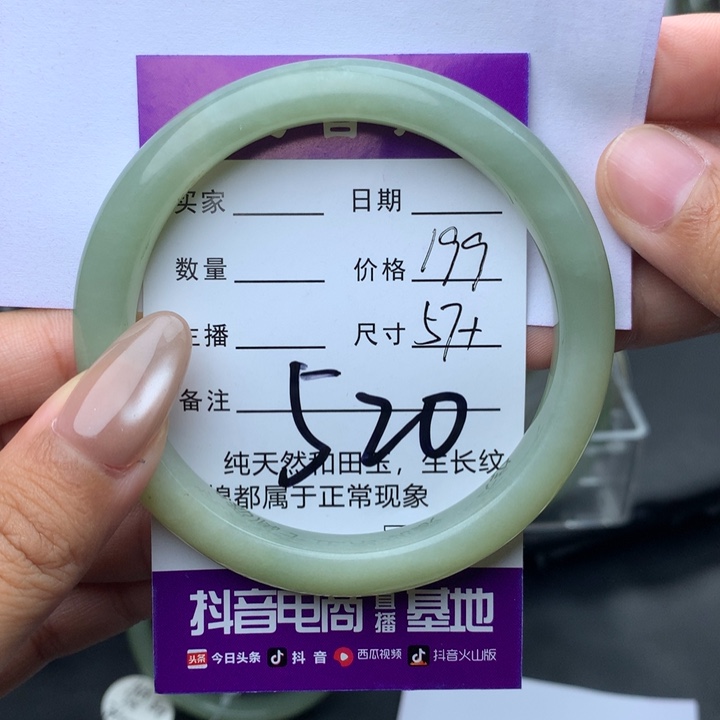 买家 日期
数量 价格 199
主播 尺寸 57+
备注 520
纯天然和田玉，生长纹
都属于正常现象
抖音电商直播基地
头条 今日头条 抖音 西瓜视频 抖音火山版